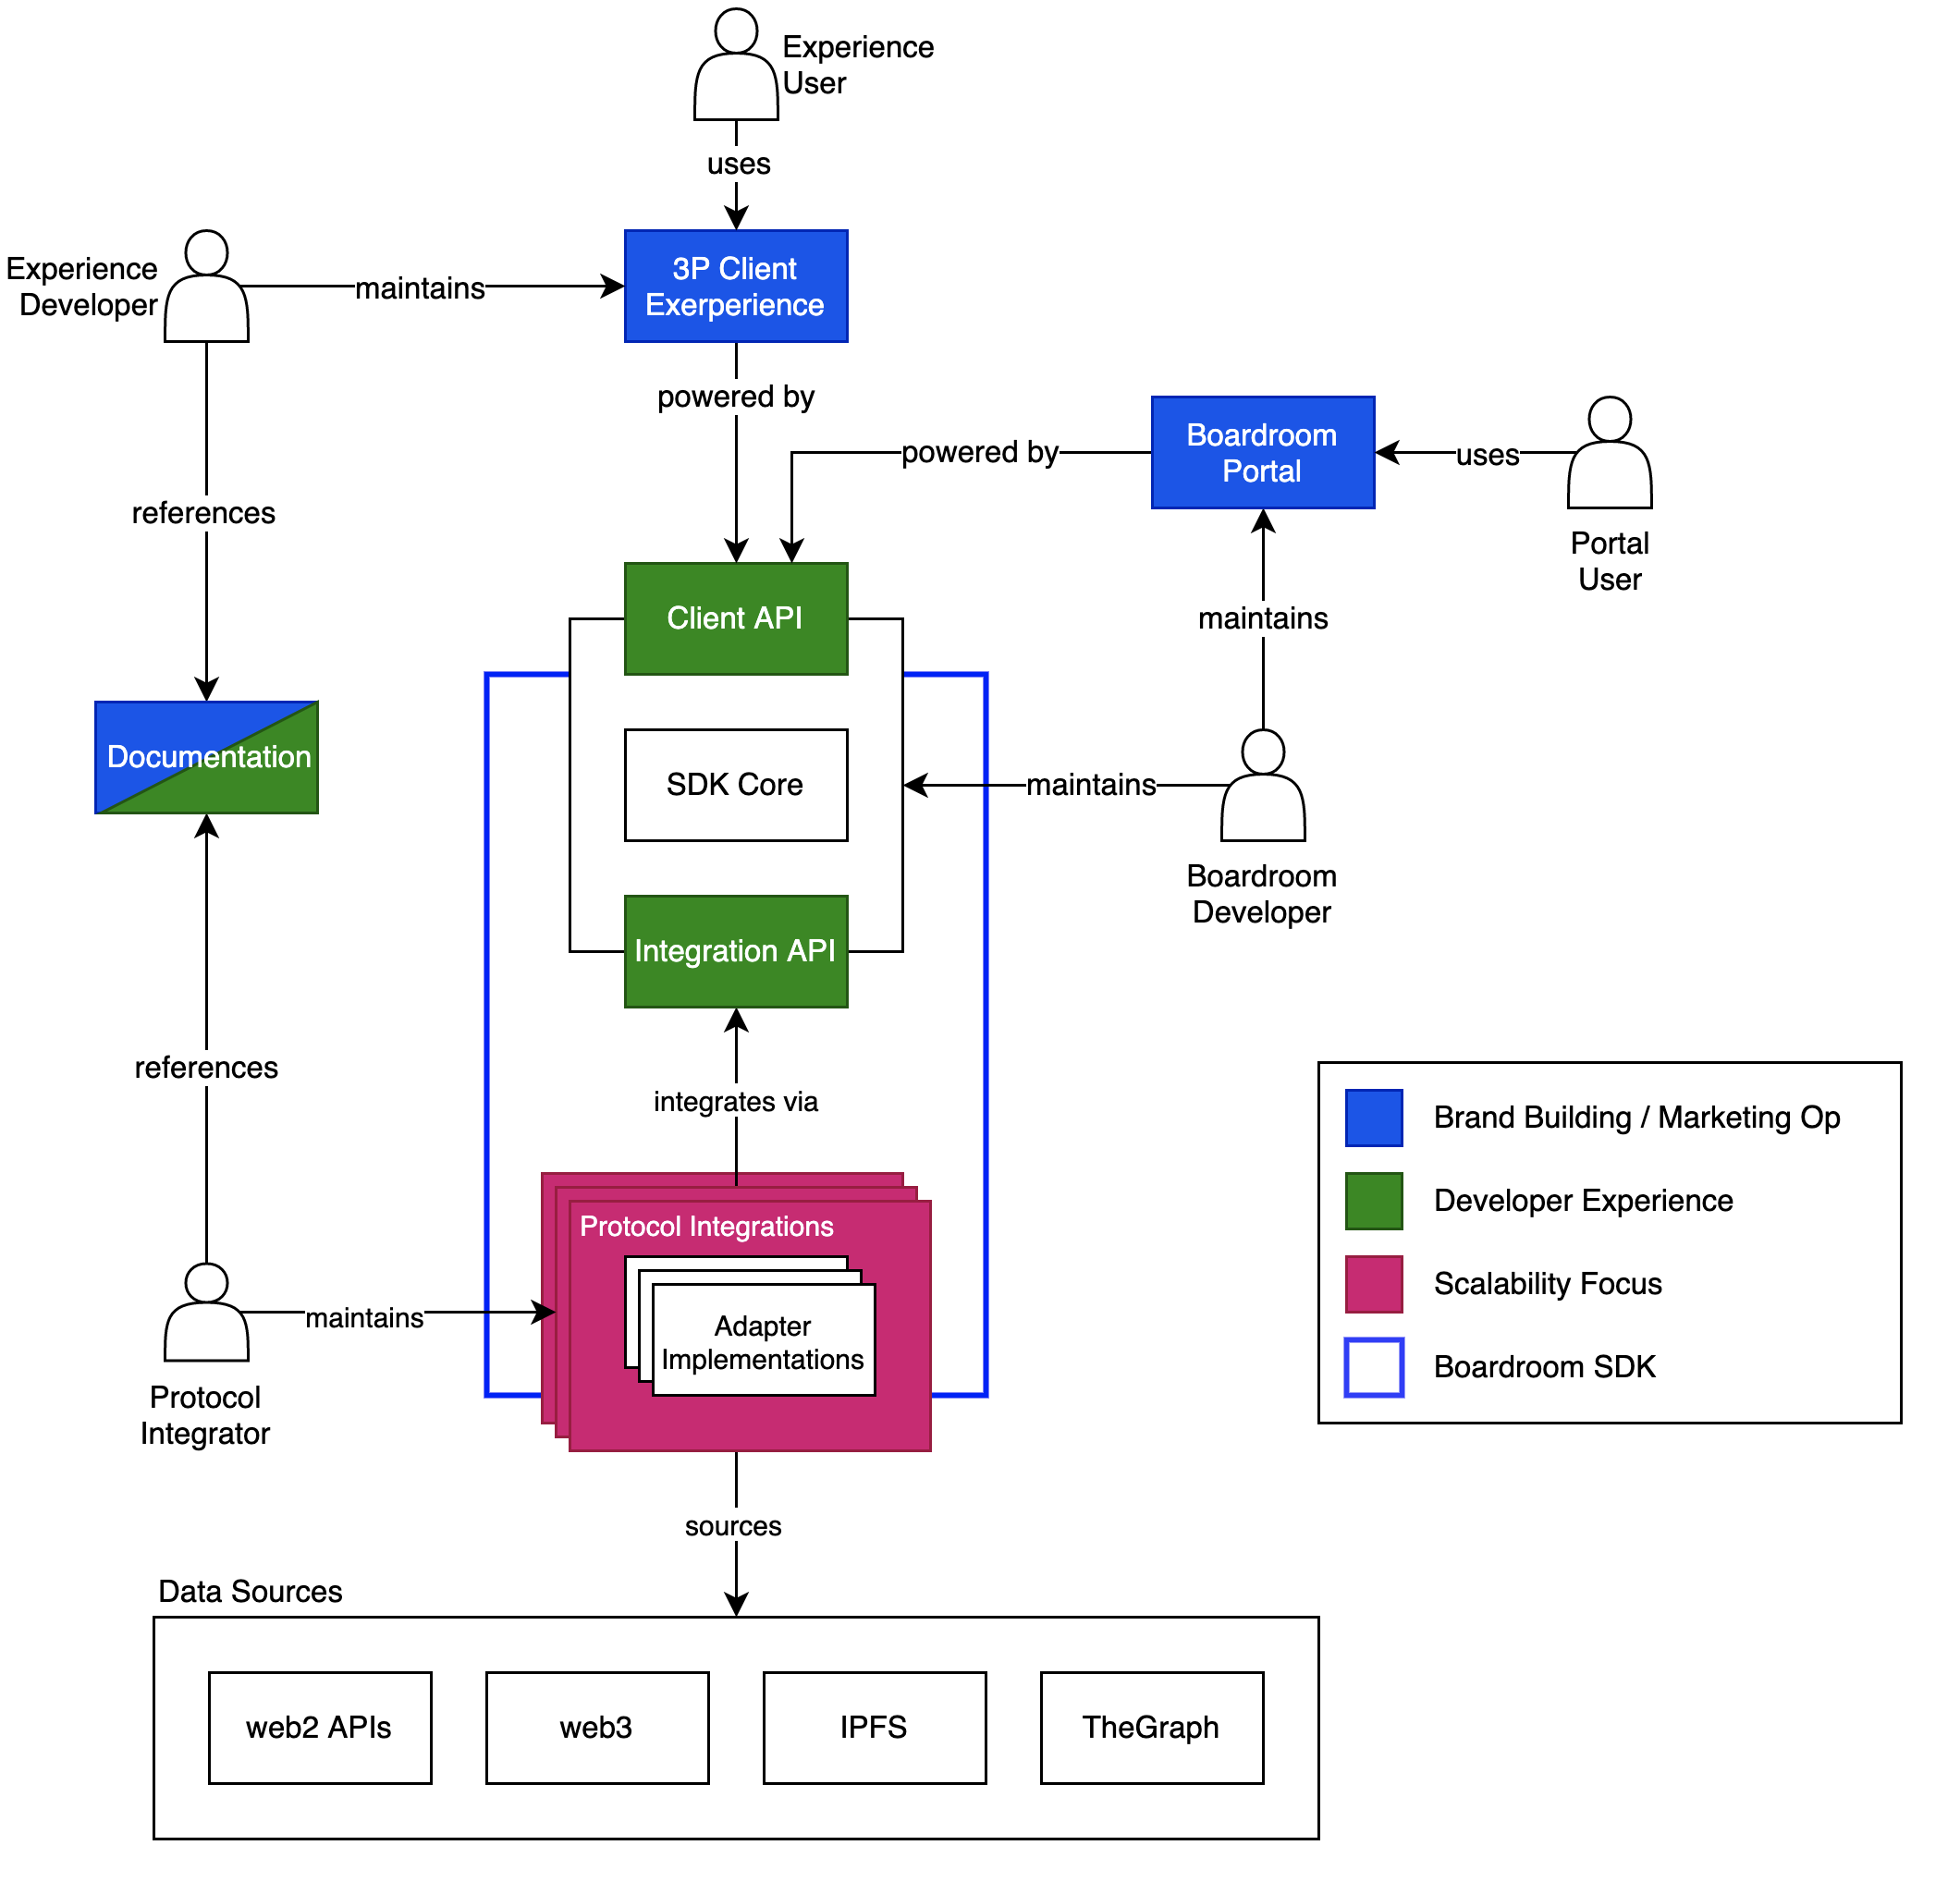 Experience
User
uses
Experience
Developer
maintains
3P Client
Exerperience
powered by
powered by
Boardroom
Portal
uses
Portal
User
references
Client API
maintains
Documentation
SDK Core
maintains
Boardroom
Developer
Integration API
references
integrates via
Brand Building / Marketing Op
Developer Experience
Scalability Focus
Boardroom SDK
Protocol Integrations
Adapter
Implementations
maintains
Protocol
Integrator
sources
Data Sources
web2 APIs
web3
IPFS
TheGraph